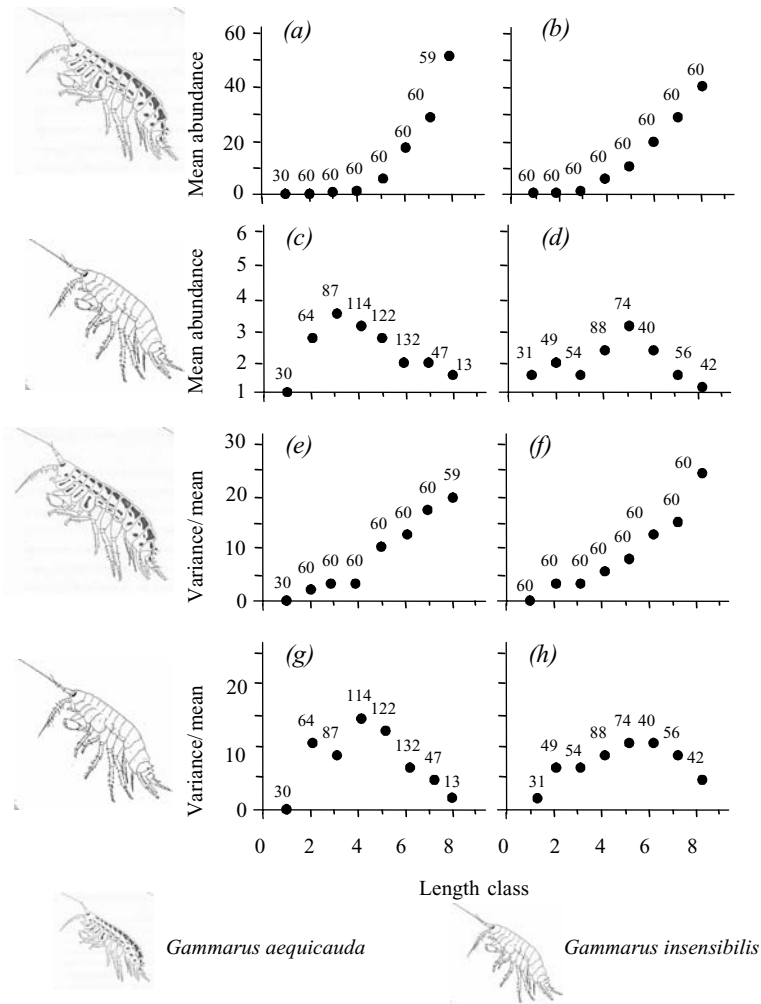 (a)
(b)
Mean abundance
60
40
20
0
30 60 60 60 60 60 60 59
60 60 60 60 60 60 60 60
(c)
(d)
Mean abundance
6
5
4
3
2
1
30 64 87 114 122 132 47 13
31 49 54 88 74 40 56 42
(e)
(f)
Variance/ mean
30
20
10
0
30 60 60 60 60 60 60 59
60 60 60 60 60 60 60 60
(g)
(h)
Variance/ mean
20
10
0
30 64 87 114 122 132 47 13
31 49 54 88 74 40 56 42
0 2 4 6 8 0 2 4 6 8
Length class
Gammarus aequicauda
Gammarus insensibilis